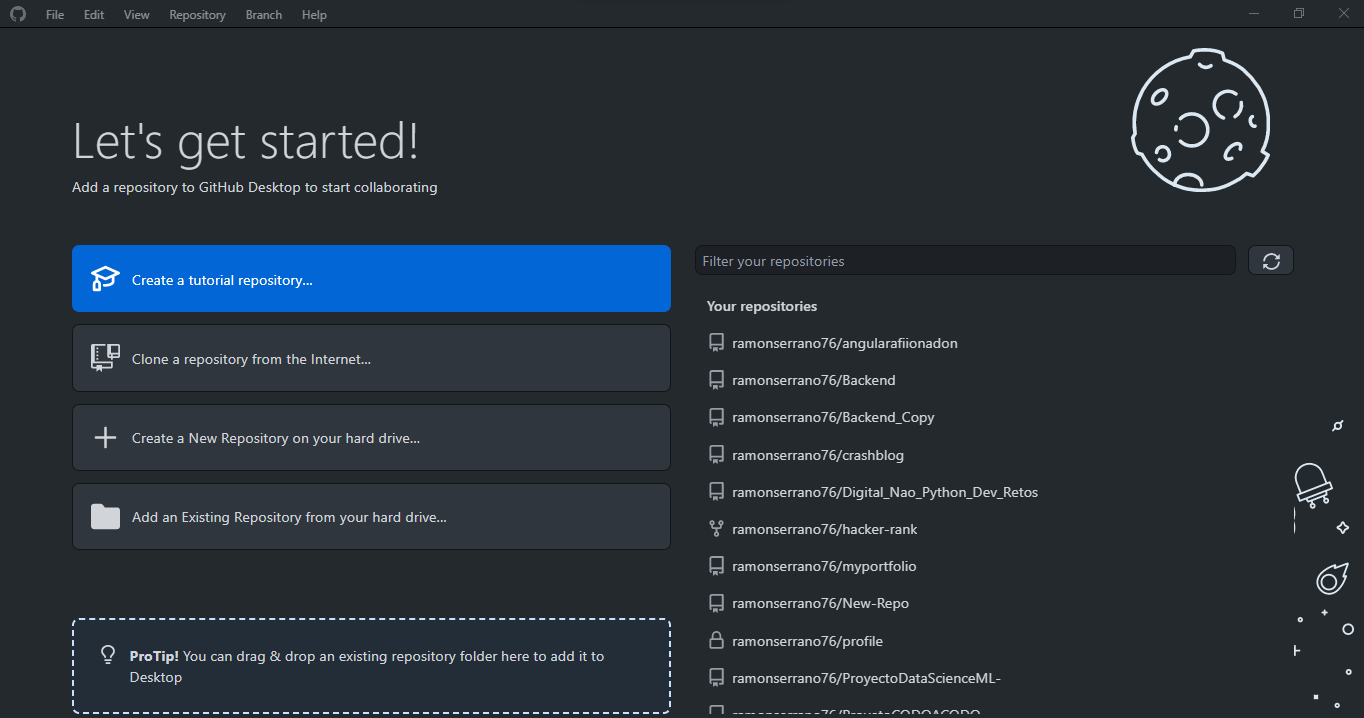 File Edit View Repository Branch Help
Let's get started!
Add a repository to GitHub Desktop to start collaborating
Create a tutorial repository...
Clone a repository from the Internet...
Create a New Repository on your hard drive...
Add an Existing Repository from your hard drive...
ProTip! You can drag & drop an existing repository folder here to add it to
Desktop
Filter your repositories
Your repositories
ramonserrano76/angularafiionadon
ramonserrano76/Backend
ramonserrano76/Backend_Copy
ramonserrano76/crashblog
ramonserrano76/Digital_Nao_Python_Dev_Retos
ramonserrano76/hacker-rank
ramonserrano76/myportfolio
ramonserrano76/New-Repo
ramonserrano76/profile
ramonserrano76/ProyectoDataScienceML-